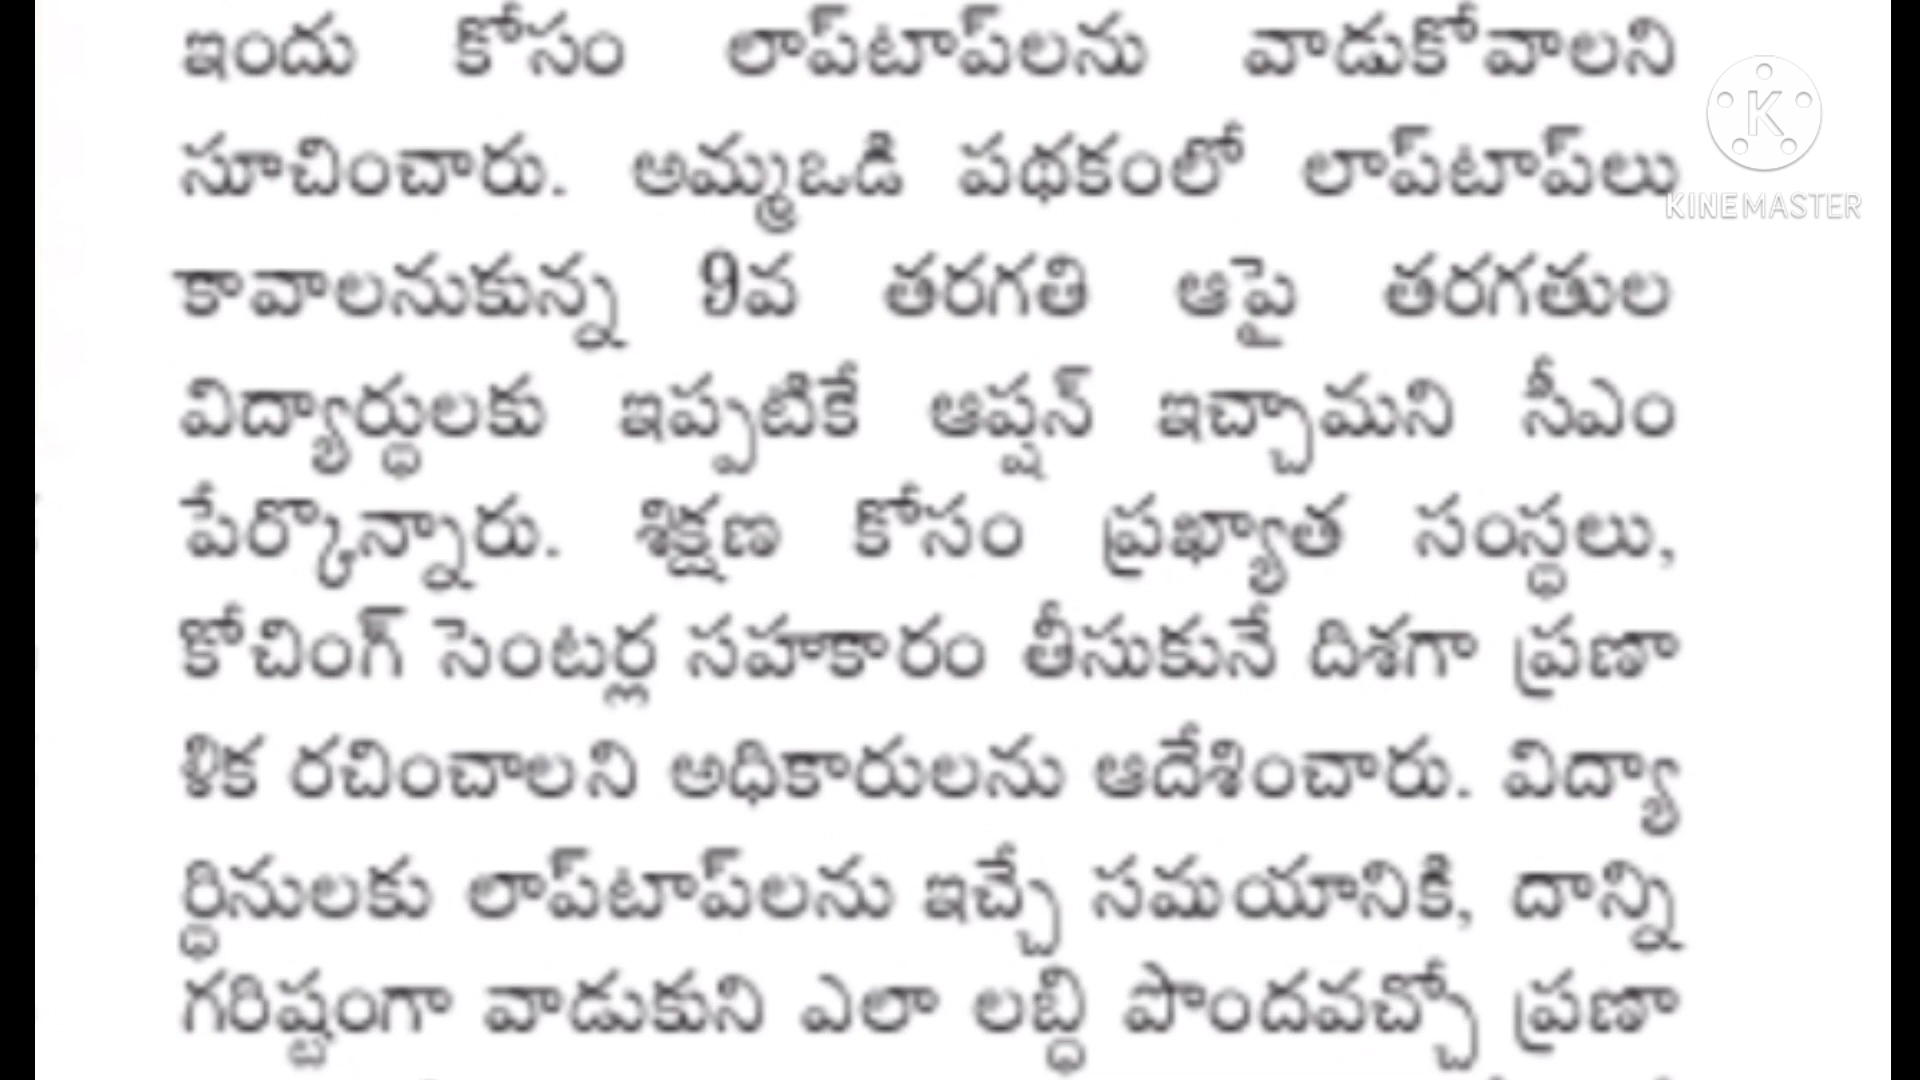 ఇందు కోసం లాప్‌టాప్‌లను వాడుకోవాలని
సూచించారు. అమ్మఒడి పథకంలో లాప్‌టాప్‌లు
కావాలనుకున్న 9వ తరగతి ఆపై తరగతుల
విద్యార్థులకు ఇప్పటికే ఆప్షన్ ఇచ్చామని సీఎం
పేర్కొన్నారు. శిక్షణ కోసం ప్రఖ్యాత సంస్థలు,
కోచింగ్ సెంటర్ల సహకారం తీసుకునే దిశగా ప్రణా
ళిక రచించాలని అధికారులను ఆదేశించారు. విద్యా
ర్థినులకు లాప్‌టాప్‌లను ఇచ్చే సమయానికి, దాన్ని
గరిష్టంగా వాడుకుని ఎలా లబ్ధి పొందవచ్చో ప్రణా
K
KINEMASTER